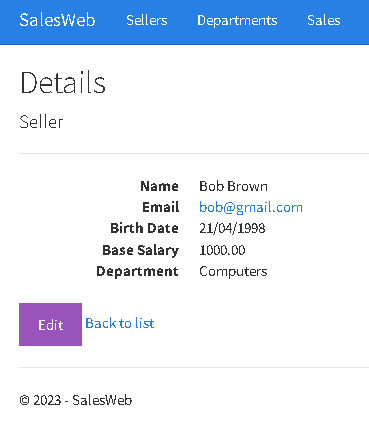 SalesWeb Sellers Departments Sales
Details
Seller
Name Bob Brown
Email bob@gmail.com
Birth Date 21/04/1998
Base Salary 1000.00
Department Computers
Edit Back to list
© 2023 - SalesWeb